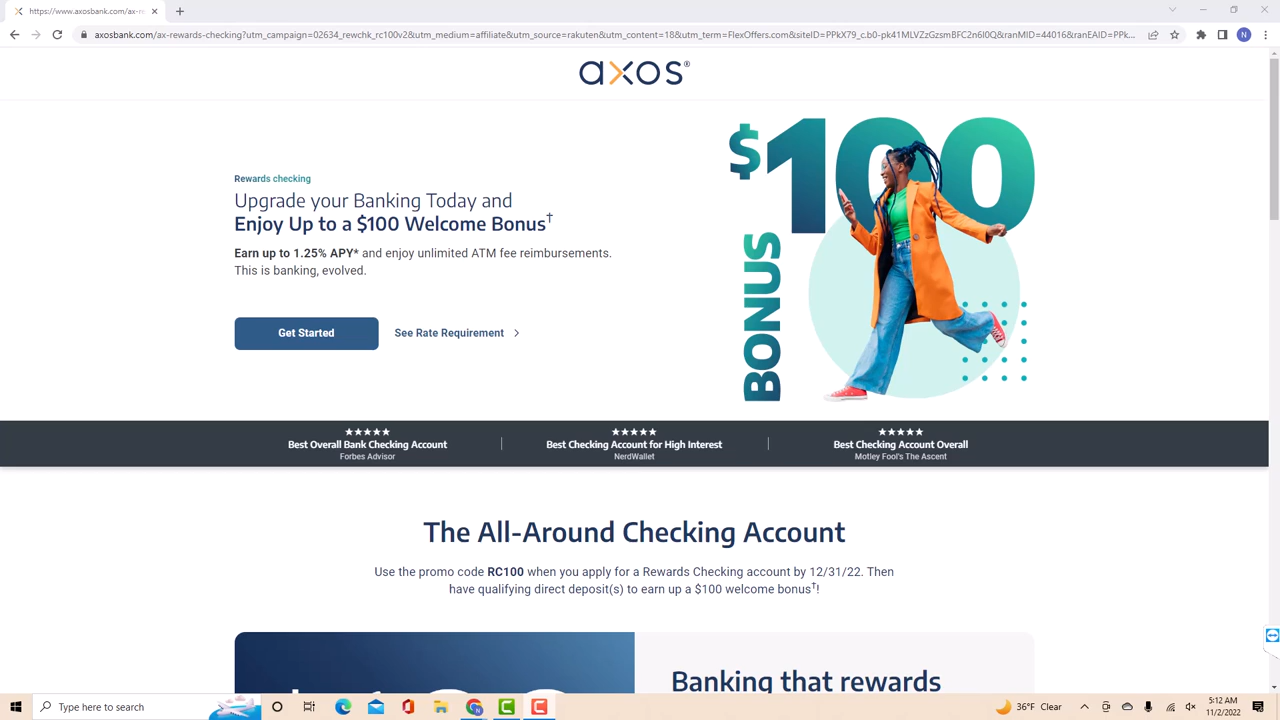 https://www.axosbank.com/ax-re
axosbank.com/ax-rewards-checking?utm_campaign=02634_rewchk_rc100v2&utm_medium=affiliate&utm_source=rakuten&utm_content=18&utm_term=FlexOffers.com&siteID=PPkX79_c.b0-pk41MLVZzGzsmBFC2n6I0Q&ranMID=44016&ranEAID=PPk...
N
axos®
$100
BONUS
Rewards checking
Upgrade your Banking Today and
Enjoy Up to a $100 Welcome Bonus†
Earn up to 1.25% APY* and enjoy unlimited ATM fee reimbursements.
This is banking, evolved.
Get Started
See Rate Requirement
Best Overall Bank Checking Account
Forbes Advisor
Best Checking Account for High Interest
NerdWallet
Best Checking Account Overall
Motley Fool's The Ascent
The All-Around Checking Account
Use the promo code RC100 when you apply for a Rewards Checking account by 12/31/22. Then
have qualifying direct deposit(s) to earn up a $100 welcome bonus†!
Banking that rewards
Type here to search
36°F Clear
5:12 AM
11/2/2022